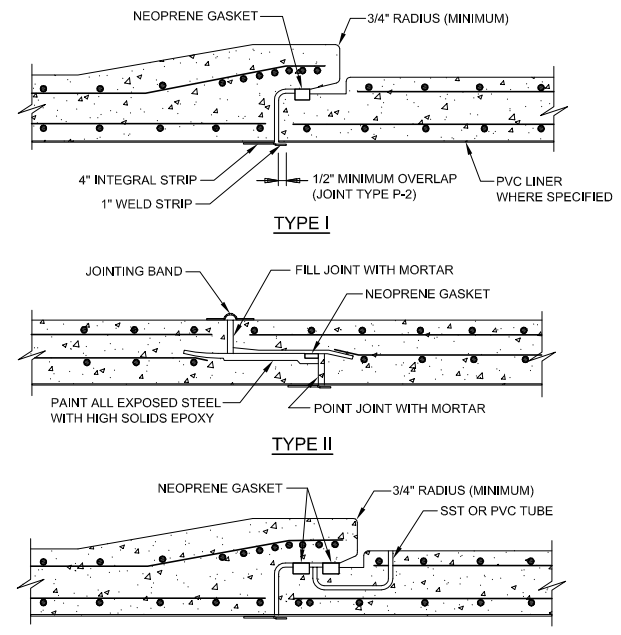 NEOPRENE GASKET
3/4" RADIUS (MINIMUM)
4" INTEGRAL STRIP
1" WELD STRIP
1/2" MINIMUM OVERLAP
(JOINT TYPE P-2)
PVC LINER
WHERE SPECIFIED
TYPE I
JOINTING BAND
FILL JOINT WITH MORTAR
NEOPRENE GASKET
PAINT ALL EXPOSED STEEL
WITH HIGH SOLIDS EPOXY
POINT JOINT WITH MORTAR
TYPE II
NEOPRENE GASKET
3/4" RADIUS (MINIMUM)
SST OR PVC TUBE